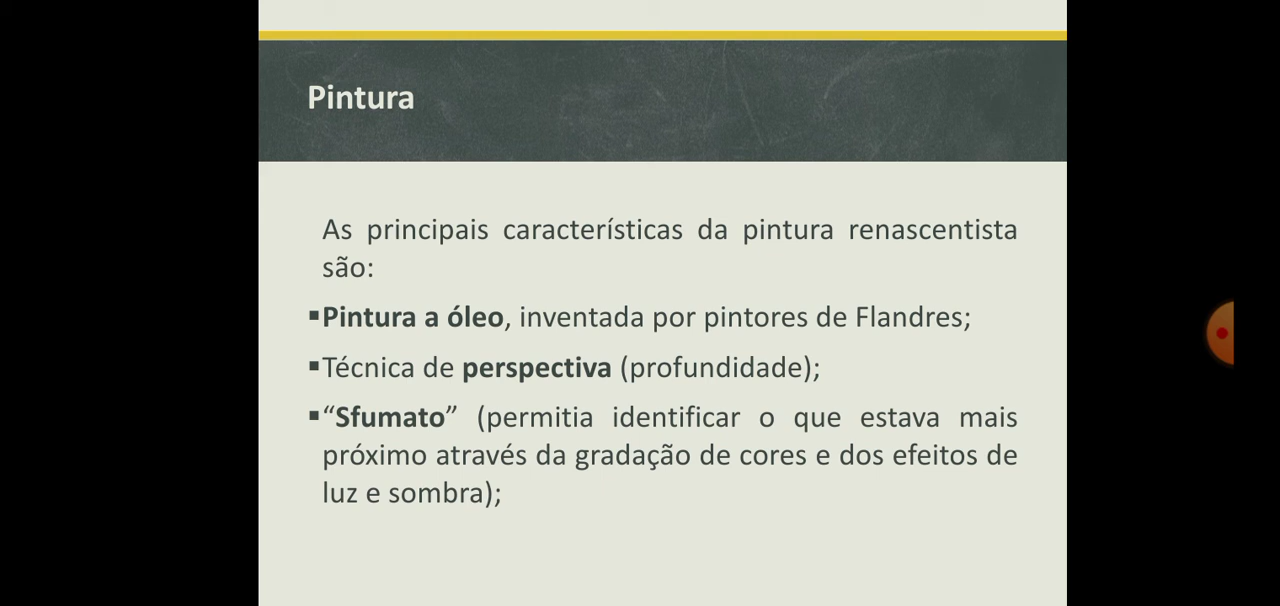 Pintura
As principais características da pintura renascentista
são:
▪Pintura a óleo, inventada por pintores de Flandres;
▪Técnica de perspectiva (profundidade);
▪“Sfumato” (permitia identificar o que estava mais
próximo através da gradação de cores e dos efeitos de
luz e sombra);